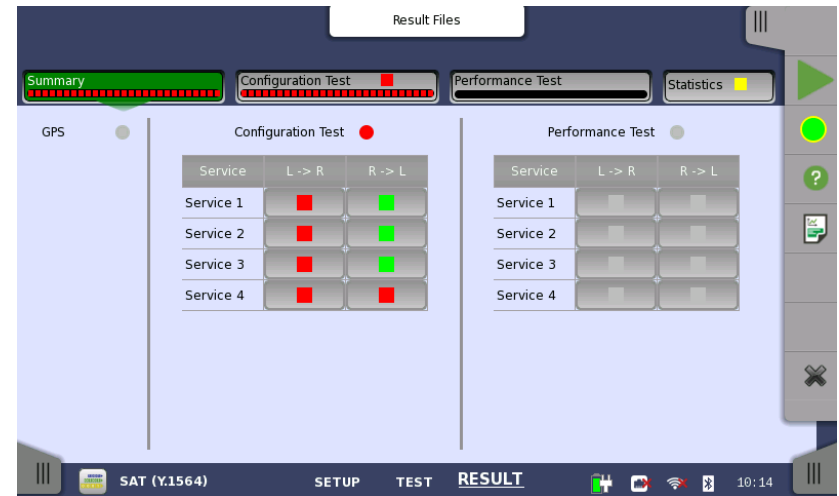 Result Files
Summary
Configuration Test
Performance Test
Statistics
GPS
Configuration Test
Service L -> R R -> L
Service 1
Service 2
Service 3
Service 4
Performance Test
Service L -> R R -> L
Service 1
Service 2
Service 3
Service 4
?
SAT (Y.1564) SETUP TEST RESULT 10:14